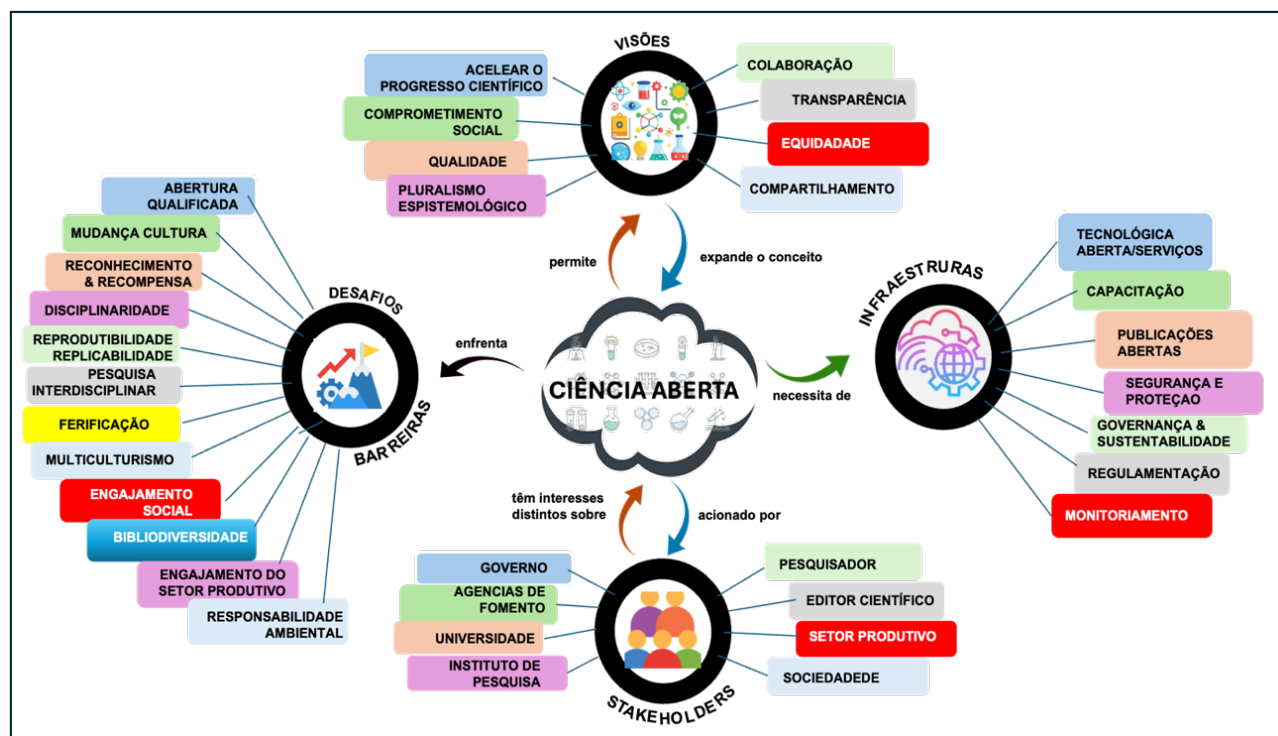 VISÕES
ACELEAR O
PROGRESSO CIENTÍFICO
COMPROMETIMENTO
SOCIAL
QUALIDADE
PLURALISMO
ESPISTEMOLÓGICO
COLABORAÇÃO
TRANSPARÊNCIA
EQUIDADADE
COMPARTILHAMENTO
permite
expande o conceito
DESAFIOS
BARREIRAS
ABERTURA
QUALIFICADA
MUDANÇA CULTURA
RECONHECIMENTO
& RECOMPENSA
DISCIPLINARIDADE
REPRODUTIBILIDADE
REPLICABILIDADE
PESQUISA
INTERDISCIPLINAR
FERIFICAÇÃO
MULTICULTURISMO
ENGAJAMENTO
SOCIAL
BIBLIODIVERSIDADE
ENGAJAMENTO DO
SETOR PRODUTIVO
RESPONSABILIDADE
AMBIENTAL
enfrenta
CIÊNCIA ABERTA
necessita de
INFRAESTRURAS
TECNOLÓGICA
ABERTA/SERVIÇOS
CAPACITAÇÃO
PUBLICAÇÕES
ABERTAS
SEGURANÇA E
PROTEÇAO
GOVERNANÇA &
SUSTENTABILIDADE
REGULAMENTAÇÃO
MONITORIAMENTO
têm interesses
distintos sobre
acionado por
GOVERNO
AGENCIAS DE
FOMENTO
UNIVERSIDADE
INSTITUTO DE
PESQUISA
PESQUISADOR
EDITOR CIENTÍFICO
SETOR PRODUTIVO
SOCIEDADEDE
STAKEHOLDERS